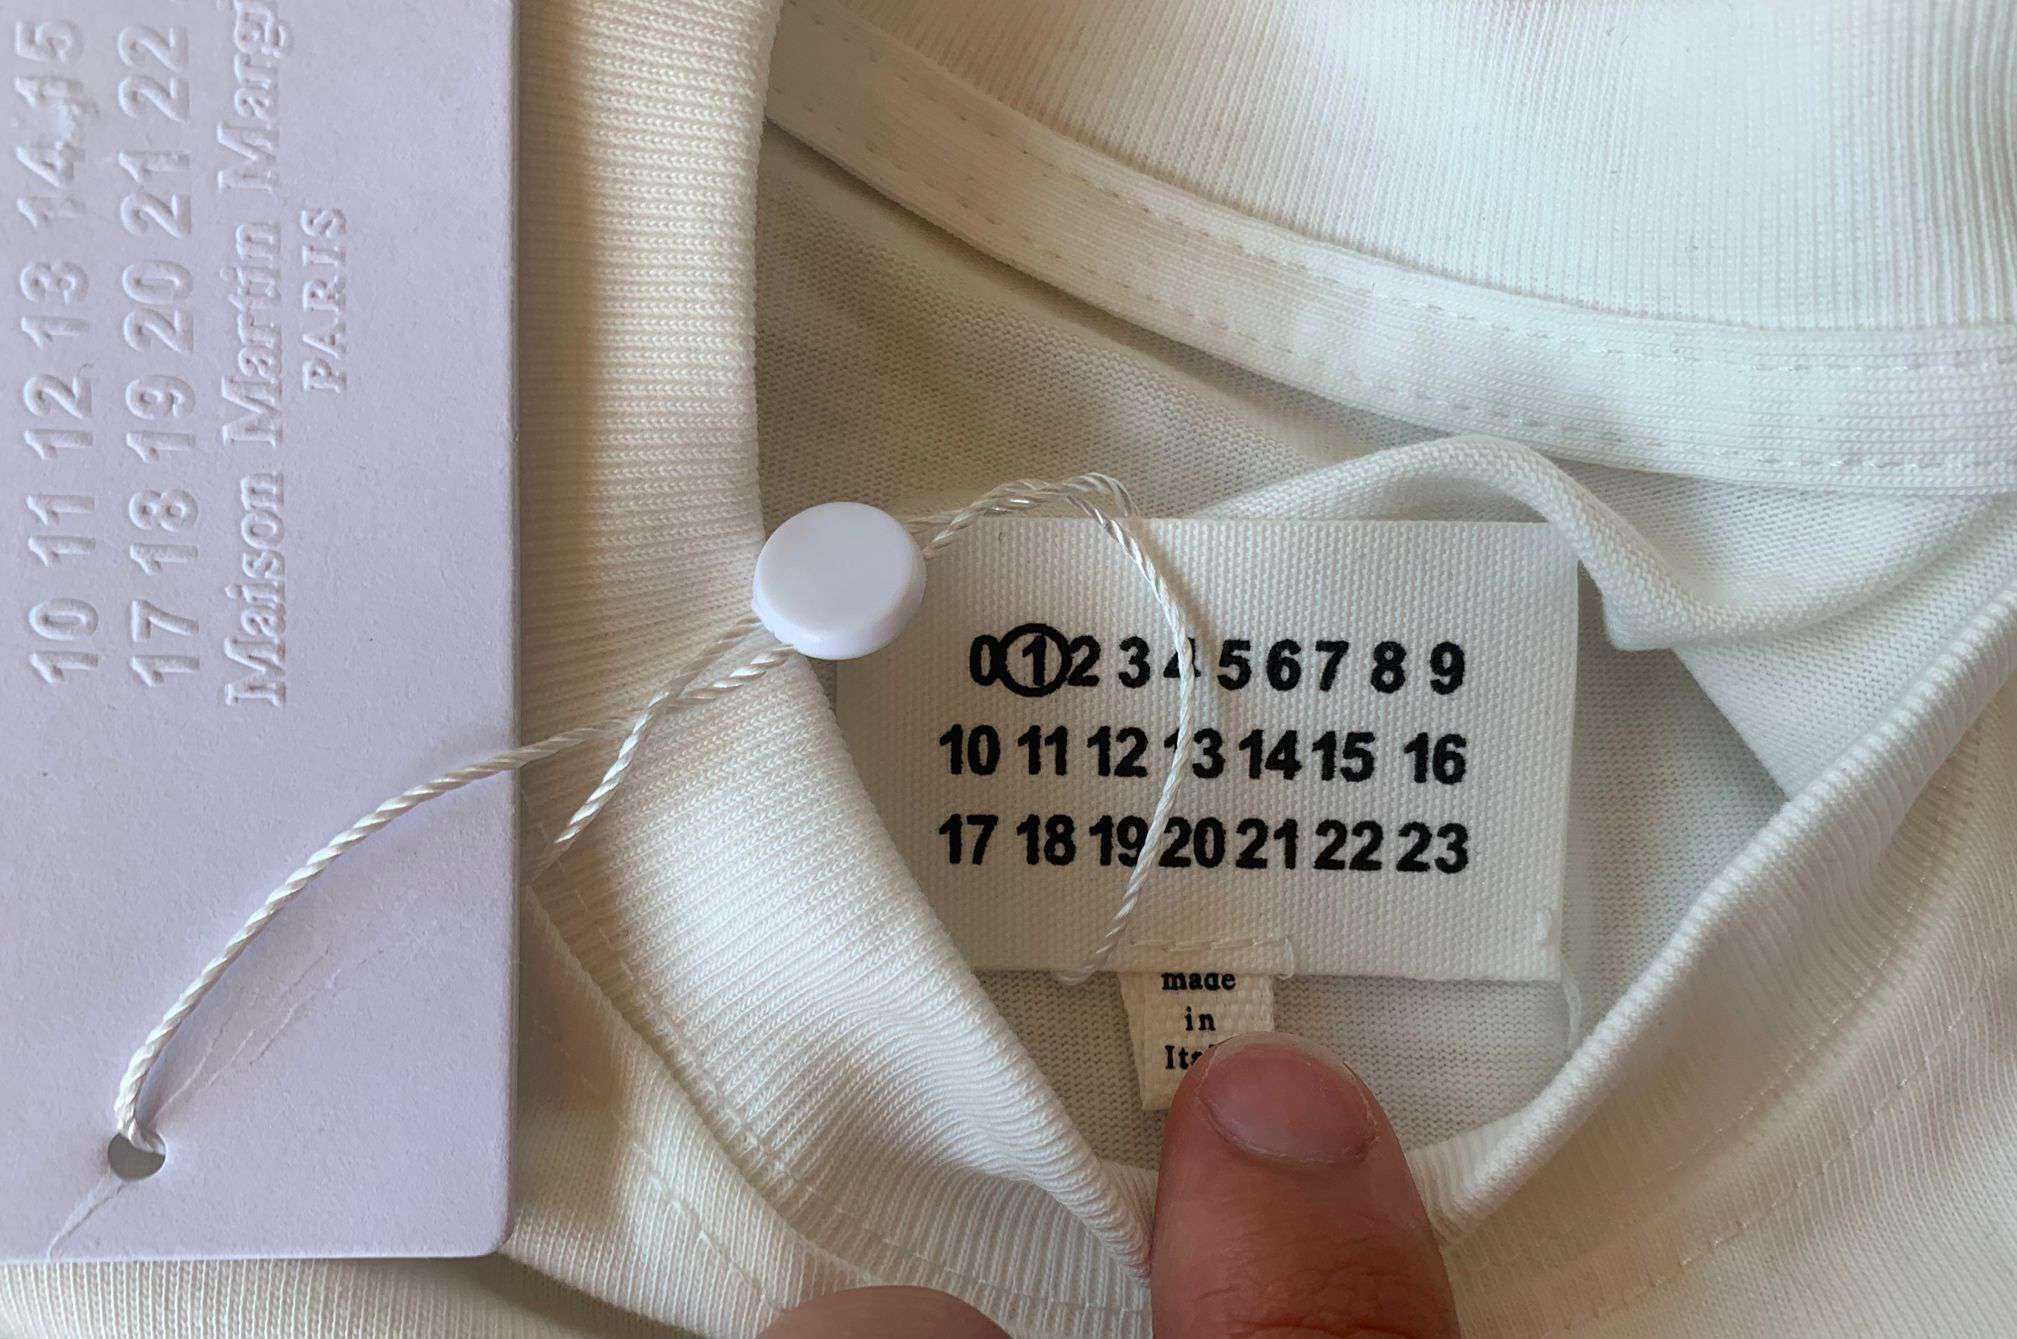 10 11 12 13 14 15
17 18 19 20 21 22
Maison Martin
PARIS
0 1 2 3 4 5 6 7 8 9
10 11 12 13 14 15 16
17 18 19 20 21 22 23
made
in